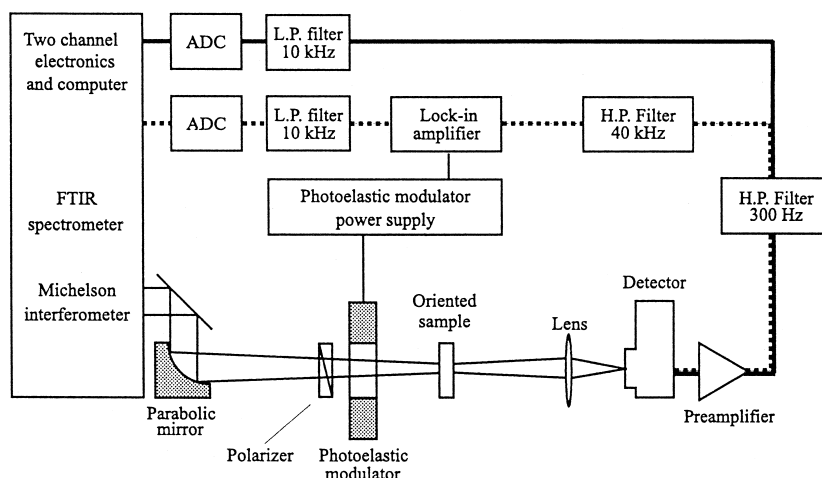 Two channel
electronics
and computer
ADC
L.P. filter
10 kHz
ADC
L.P. filter
10 kHz
Lock-in
amplifier
H.P. Filter
40 kHz
Photoelastic modulator
power supply
H.P. Filter
300 Hz
FTIR
spectrometer
Michelson
interferometer
Oriented
sample
Detector
Lens
Parabolic
mirror
Polarizer
Photoelastic
modulator
Preamplifier